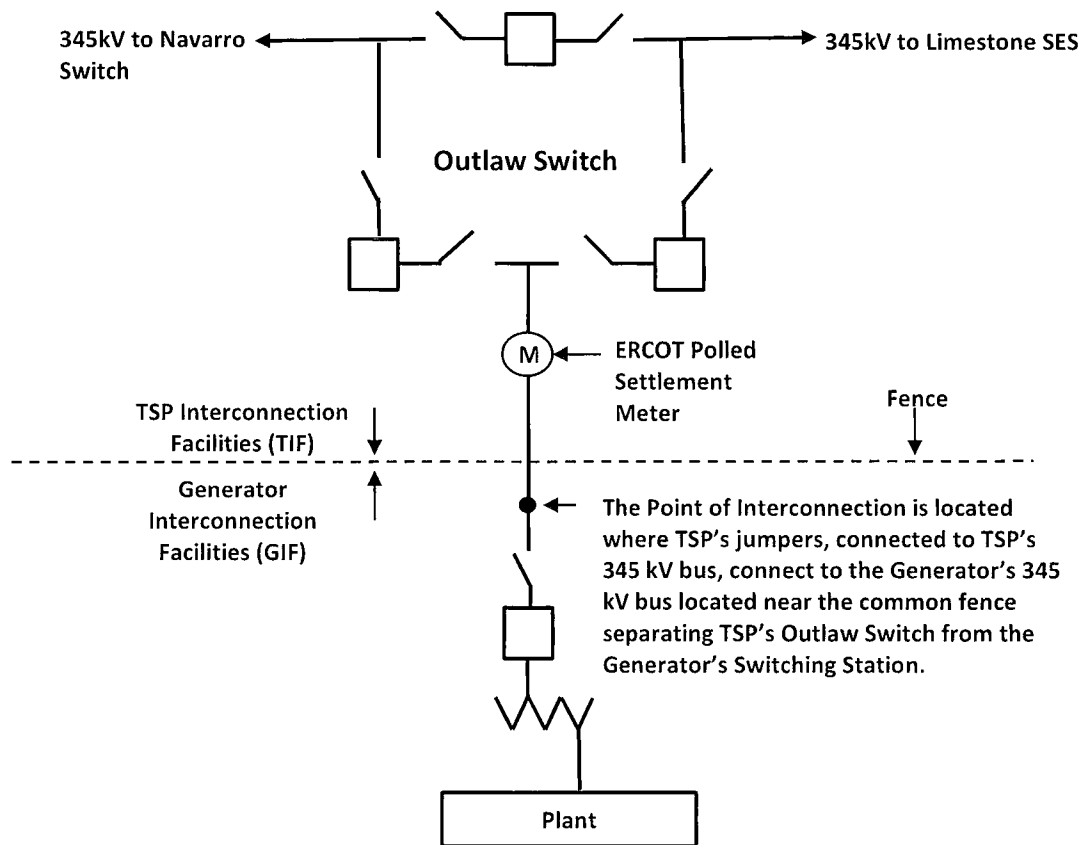 345kV to Navarro
Switch
345kV to Limestone SES
Outlaw Switch
M
ERCOT Polled
Settlement
Meter
TSP Interconnection
Facilities (TIF)
Fence
Generator
Interconnection
Facilities (GIF)
The Point of Interconnection is located
where TSP’s jumpers, connected to TSP’s
345 kV bus, connect to the Generator’s 345
kV bus located near the common fence
separating TSP’s Outlaw Switch from the
Generator’s Switching Station.
Plant